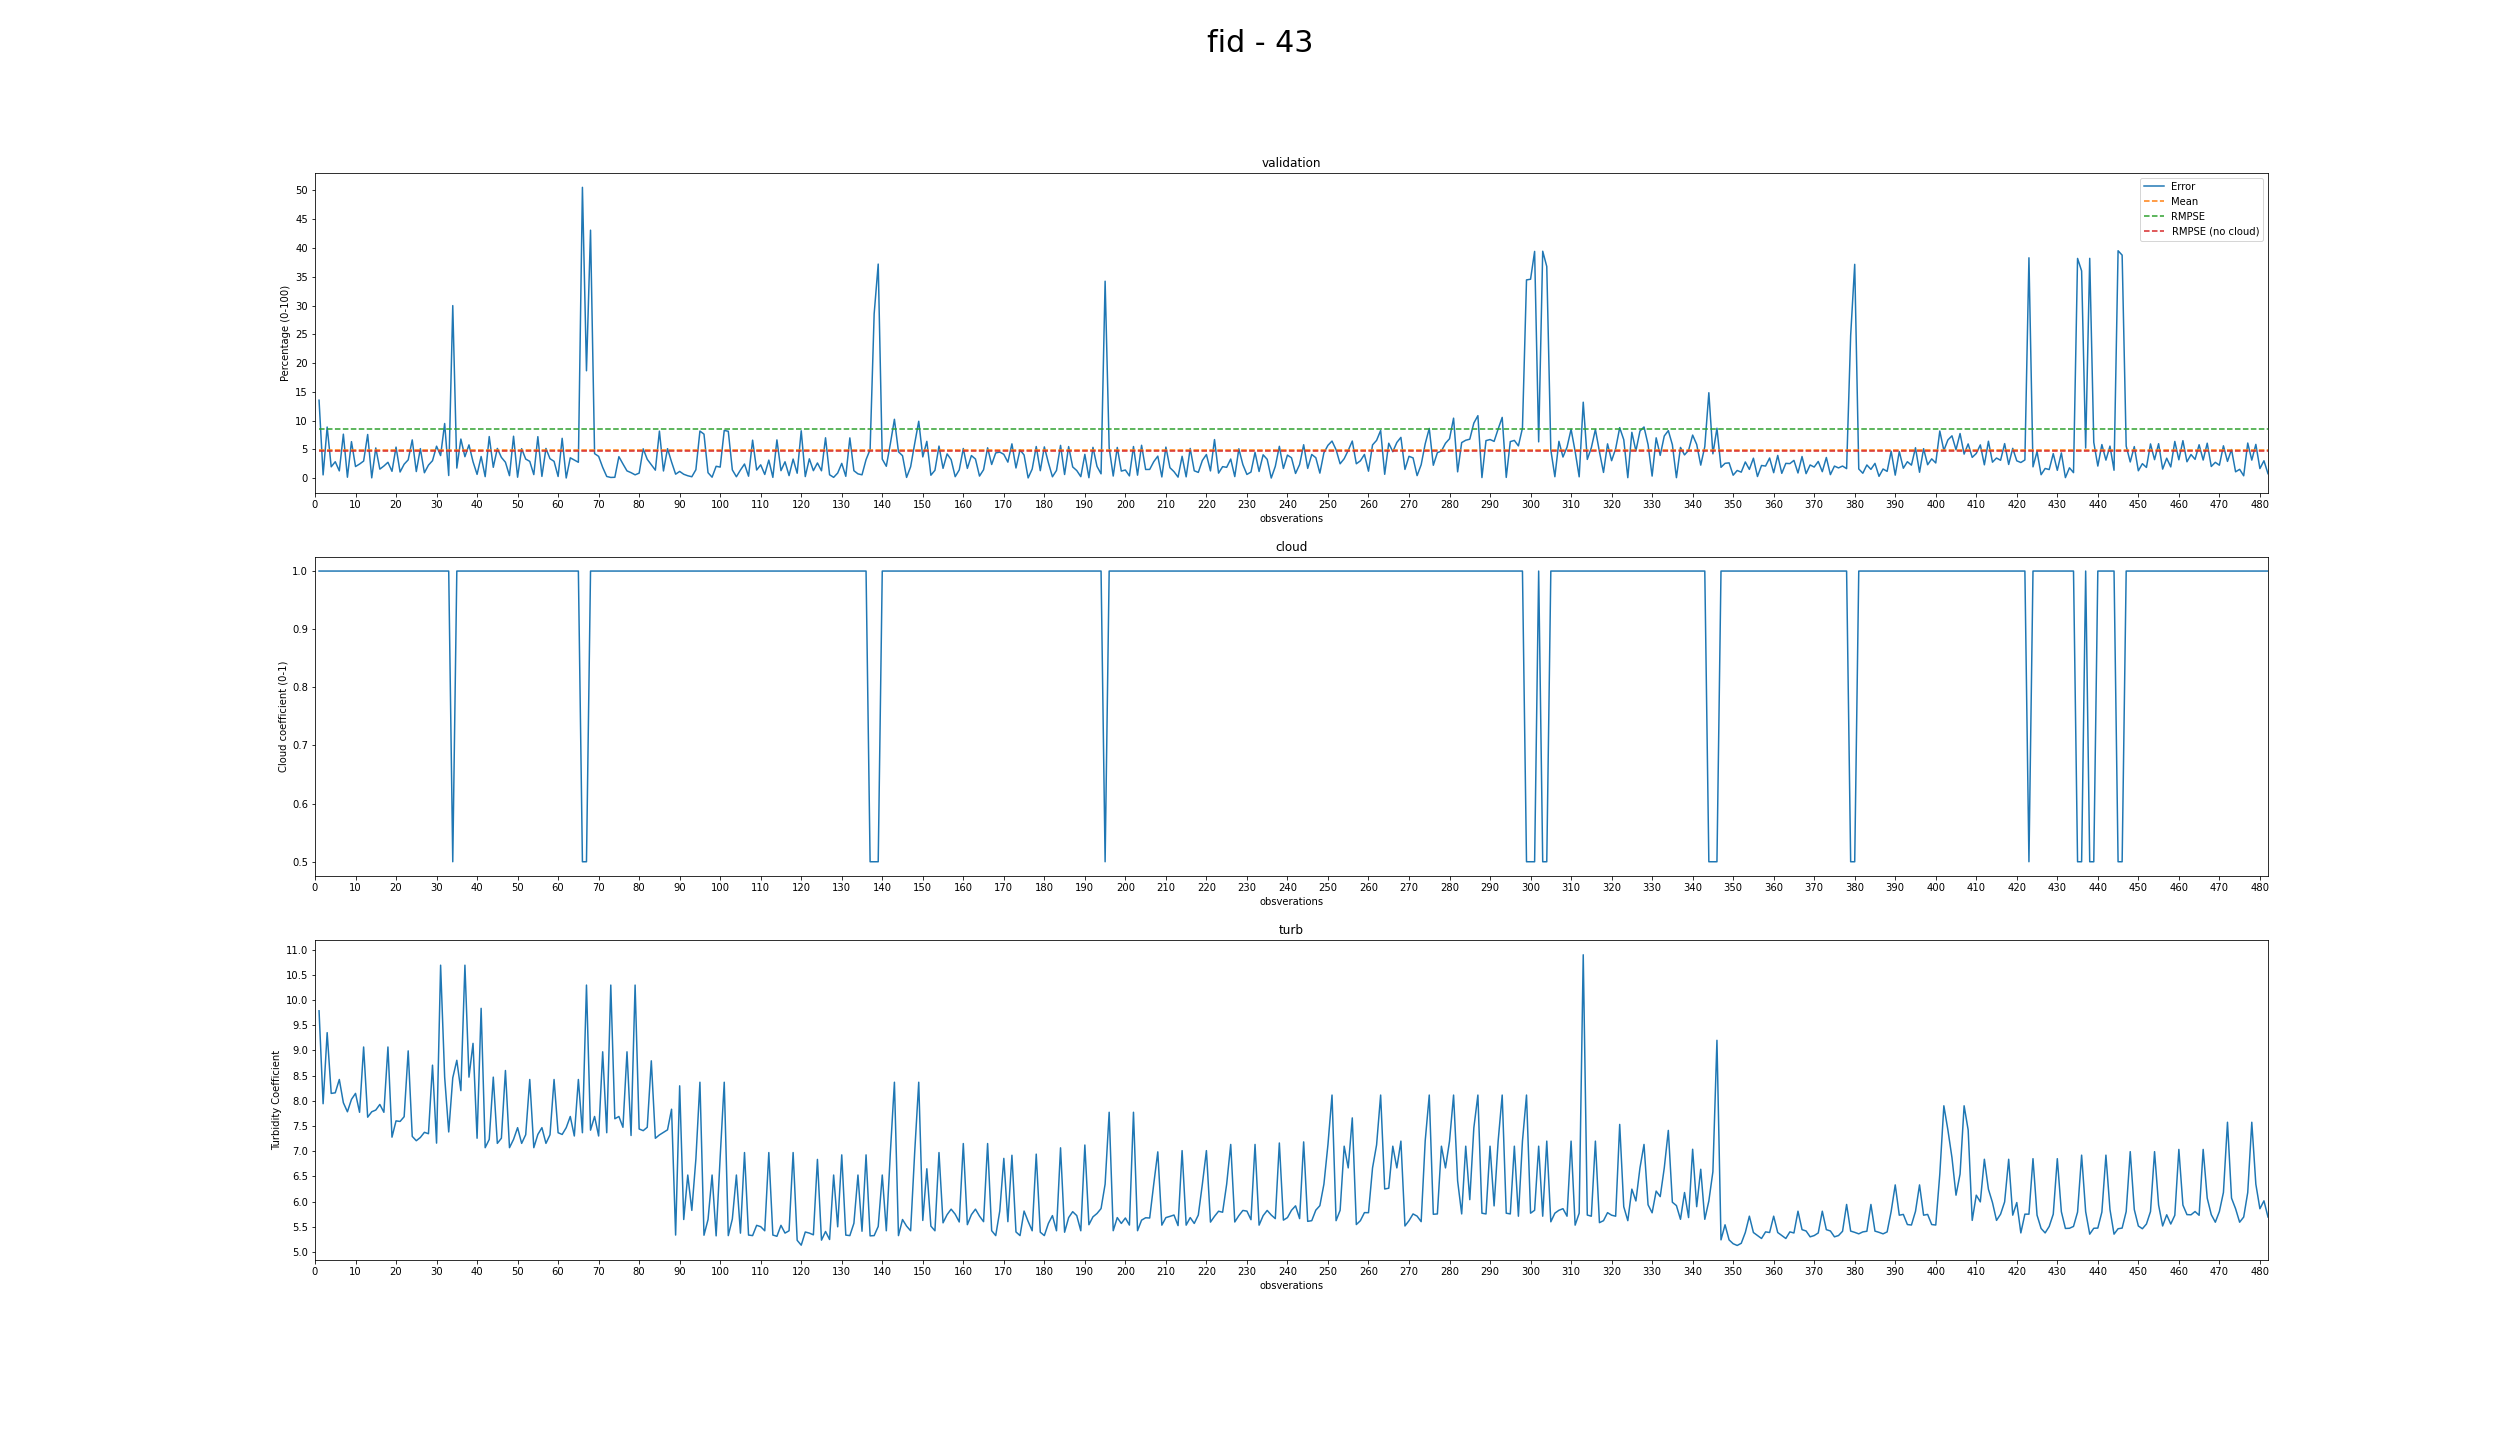 fid - 43
validation
Percentage (0-100)
50
45
40
35
30
25
20
15
10
5
0
Error
Mean
RMPSE
RMPSE (no cloud)
0 10 20 30 40 50 60 70 80 90 100 110 120 130 140 150 160 170 180 190 200 210 220 230 240 250 260 270 280 290 300 310 320 330 340 350 360 370 380 390 400 410 420 430 440 450 460 470 480
obsverations
cloud
Cloud coefficient (0-1)
1.0
0.9
0.8
0.7
0.6
0.5
0 10 20 30 40 50 60 70 80 90 100 110 120 130 140 150 160 170 180 190 200 210 220 230 240 250 260 270 280 290 300 310 320 330 340 350 360 370 380 390 400 410 420 430 440 450 460 470 480
obsverations
turb
Turbidity Coefficient
11.0
10.5
10.0
9.5
9.0
8.5
8.0
7.5
7.0
6.5
6.0
5.5
5.0
0 10 20 30 40 50 60 70 80 90 100 110 120 130 140 150 160 170 180 190 200 210 220 230 240 250 260 270 280 290 300 310 320 330 340 350 360 370 380 390 400 410 420 430 440 450 460 470 480
obsverations